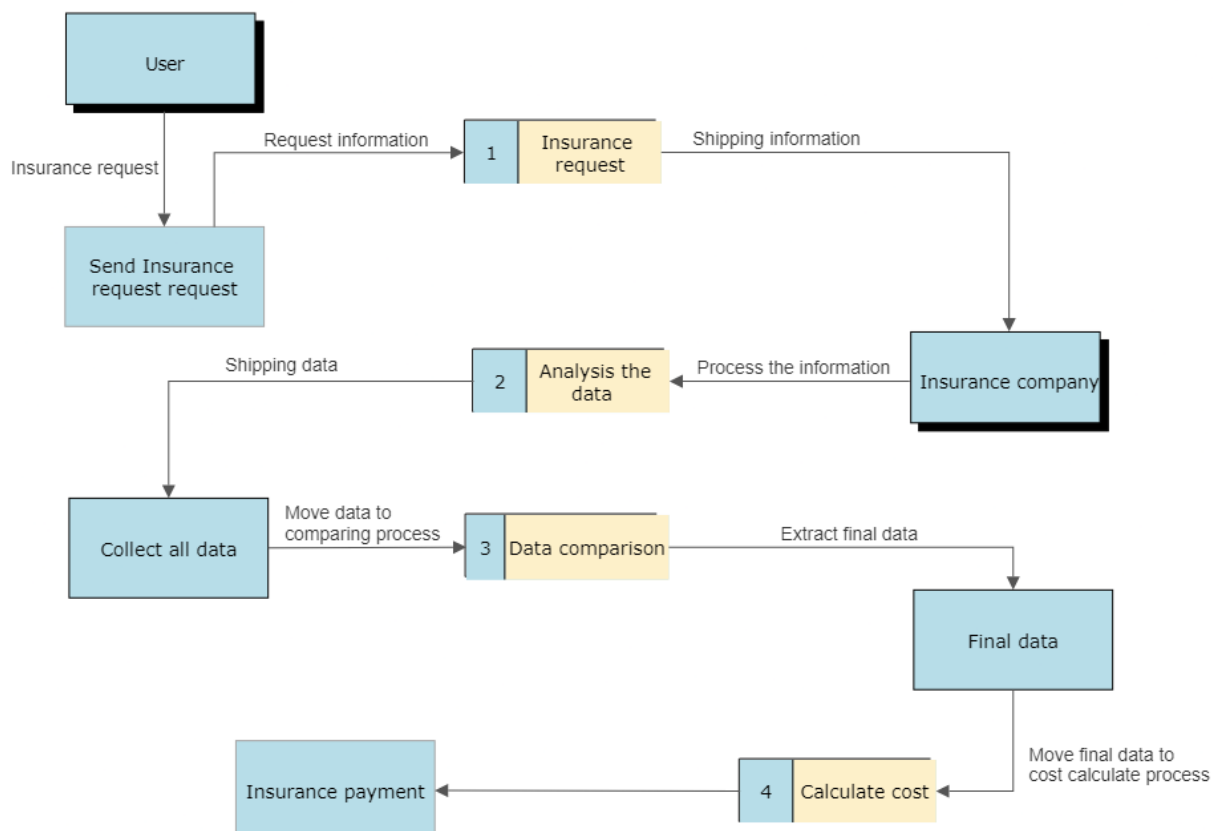 User
Insurance request
Send Insurance
request request
Request information
1
Insurance
request
Shipping information
Insurance company
Process the information
2
Analysis the
data
Shipping data
Collect all data
Move data to
comparing process
3
Data comparison
Extract final data
Final data
Move final data to
cost calculate process
4
Calculate cost
Insurance payment